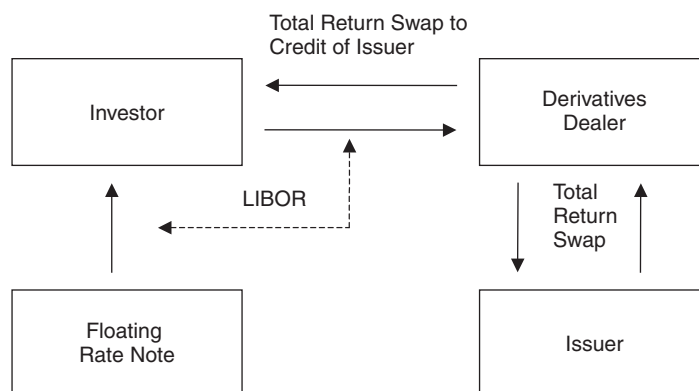 Total Return Swap to
Credit of Issuer
Investor
Derivatives
Dealer
LIBOR
Total
Return
Swap
Floating
Rate Note
Issuer